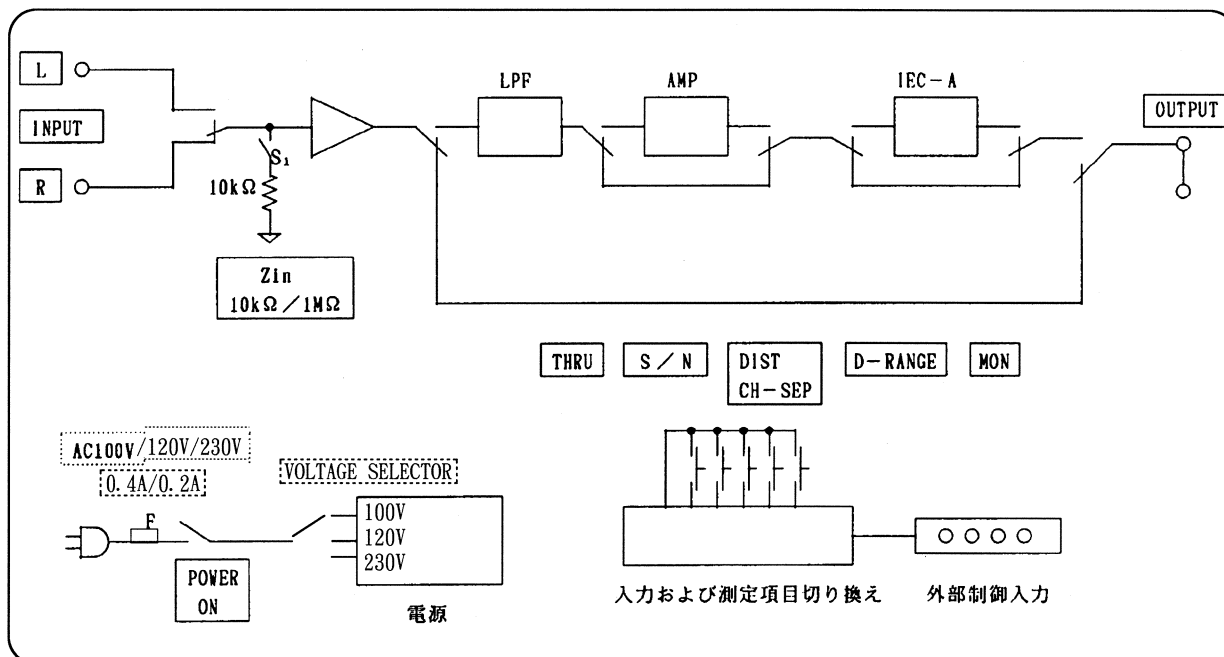 L
INPUT
R
S₁
10kΩ
Zin
10kΩ/1MΩ
LPF
AMP
IEC-A
OUTPUT
THRU
S/N
DIST
CH-SEP
D-RANGE
MON
AC100V/120V/230V
0.4A/0.2A
F
POWER
ON
VOLTAGE SELECTOR
100V
120V
230V
電源
入力および測定項目切り換え
外部制御入力